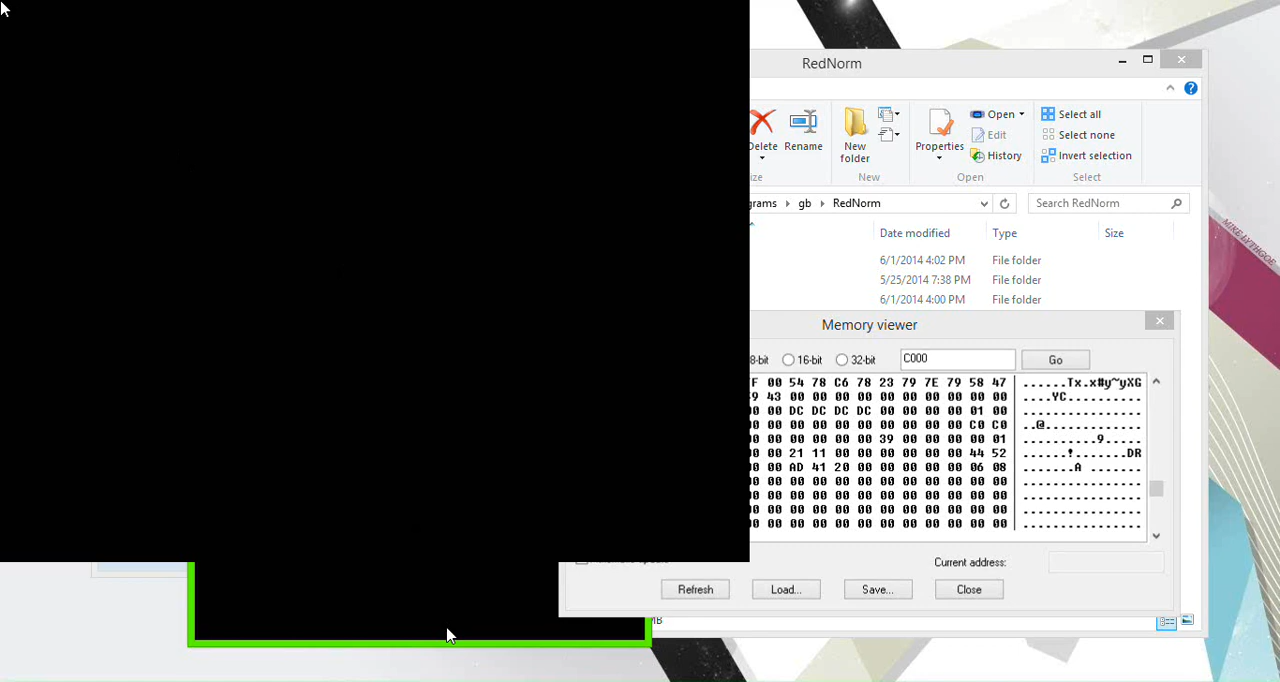 RedNorm
Delete
Rename
New
folder
Properties
Open
Edit
History
Select all
Select none
Invert selection
New
Open
Select
grams › gb › RedNorm
Search RedNorm
Date modified Type Size
6/1/2014 4:02 PM File folder
5/25/2014 7:38 PM File folder
6/1/2014 4:00 PM File folder
MIKE LYTHGOE
Memory viewer
8-bit 16-bit 32-bit C000 Go
F 00 54 78 C6 78 23 79 7E 79 58 47 ......Tx.x#y~yXG
9 43 00 00 00 00 00 00 00 00 00 00 ....YC..........
00 00 DC DC DC DC 00 00 00 00 01 00 ................
00 00 00 00 00 00 00 00 00 00 C0 C0 ..@.............
00 00 00 00 00 00 39 00 00 00 00 01 ..........9.....
00 00 21 11 00 00 00 00 00 00 44 52 ......!.......DR
00 00 AD 41 20 00 00 00 00 00 06 08 .......A .......
00 00 00 00 00 00 00 00 00 00 00 00 ................
00 00 00 00 00 00 00 00 00 00 00 00 ................
00 00 00 00 00 00 00 00 00 00 00 00 ................
00 00 00 00 00 00 00 00 00 00 00 00 ................
Current address:
Refresh Load... Save... Close
MB